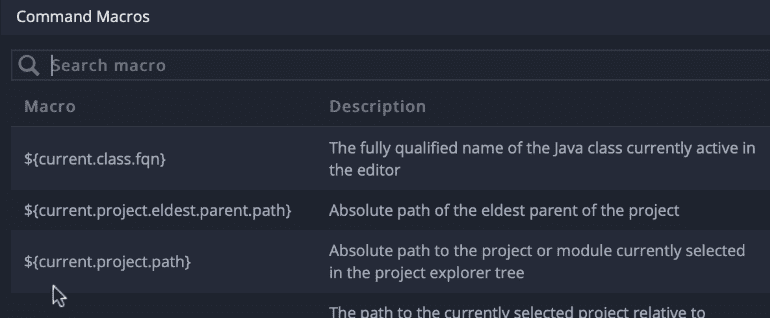 Command Macros
Search macro
Macro Description
${current.class.fqn} The fully qualified name of the Java class currently active in
the editor
${current.project.eldest.parent.path} Absolute path of the eldest parent of the project
${current.project.path} Absolute path to the project or module currently selected
in the project explorer tree
The path to the currently selected project relative to